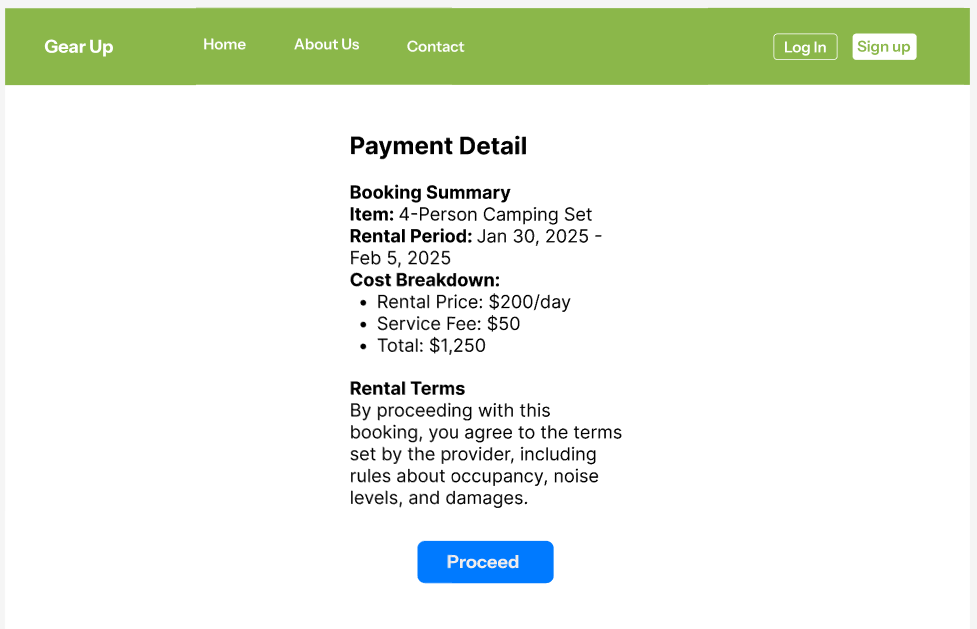 Gear Up
Home
About Us
Contact
Log In
Sign up
Payment Detail
Booking Summary
Item: 4-Person Camping Set
Rental Period: Jan 30, 2025 -
Feb 5, 2025
Cost Breakdown:
• Rental Price: $200/day
• Service Fee: $50
• Total: $1,250
Rental Terms
By proceeding with this
booking, you agree to the terms
set by the provider, including
rules about occupancy, noise
levels, and damages.
Proceed